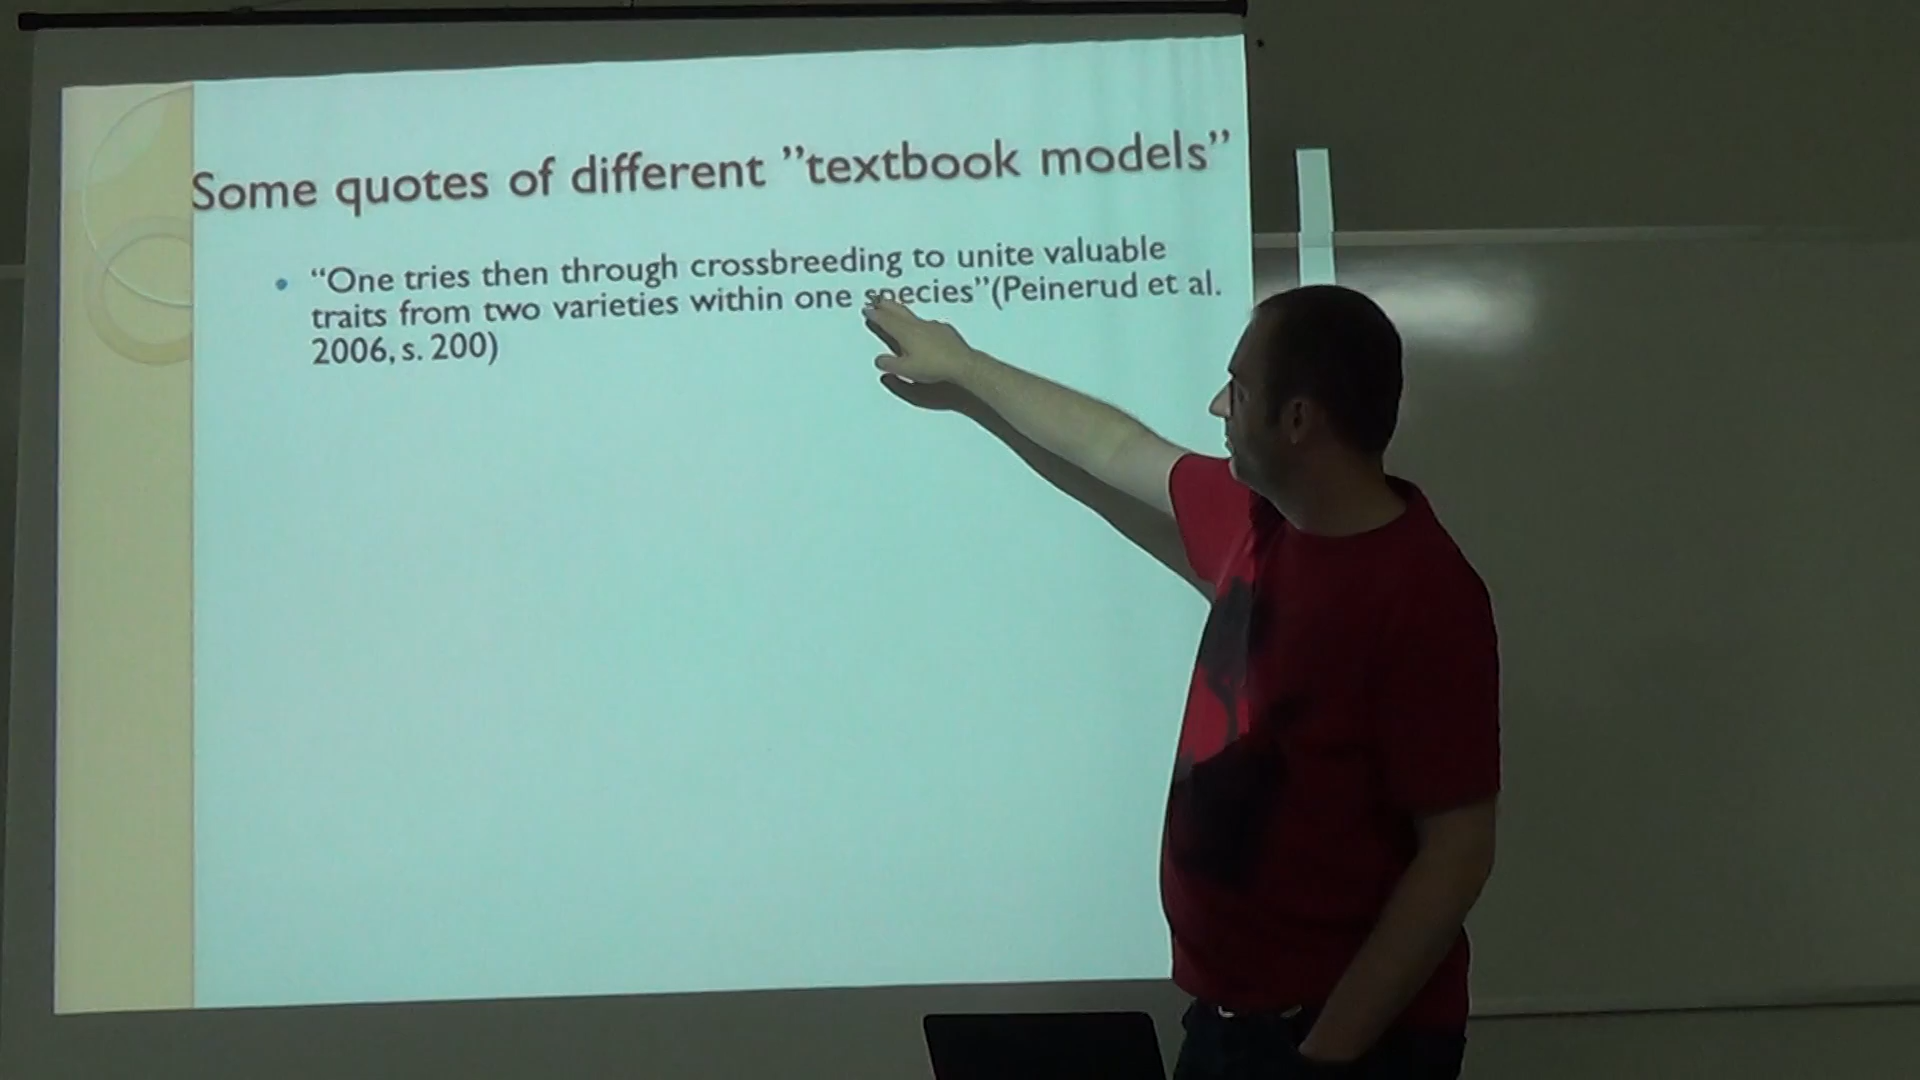 Some quotes of different ”textbook models”
• “One tries then through crossbreeding to unite valuable
traits from two varieties within one species”(Peinerud et al.
2006, s. 200)